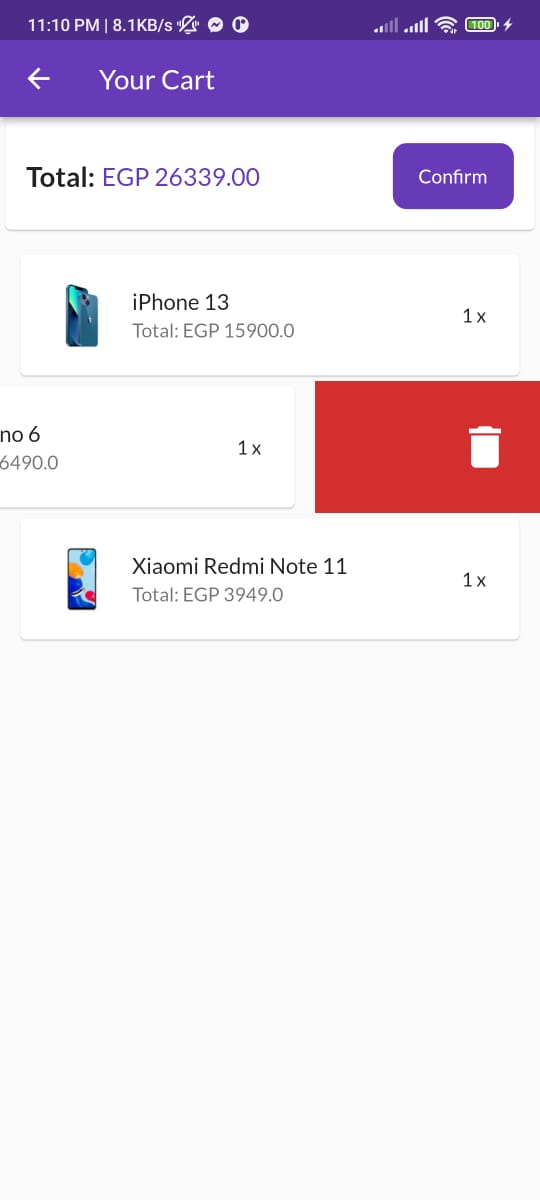 11:10 PM | 8.1KB/s
100
Your Cart
Total: EGP 26339.00
Confirm
iPhone 13
Total: EGP 15900.0
1 x
no 6
6490.0
1 x
Xiaomi Redmi Note 11
Total: EGP 3949.0
1 x